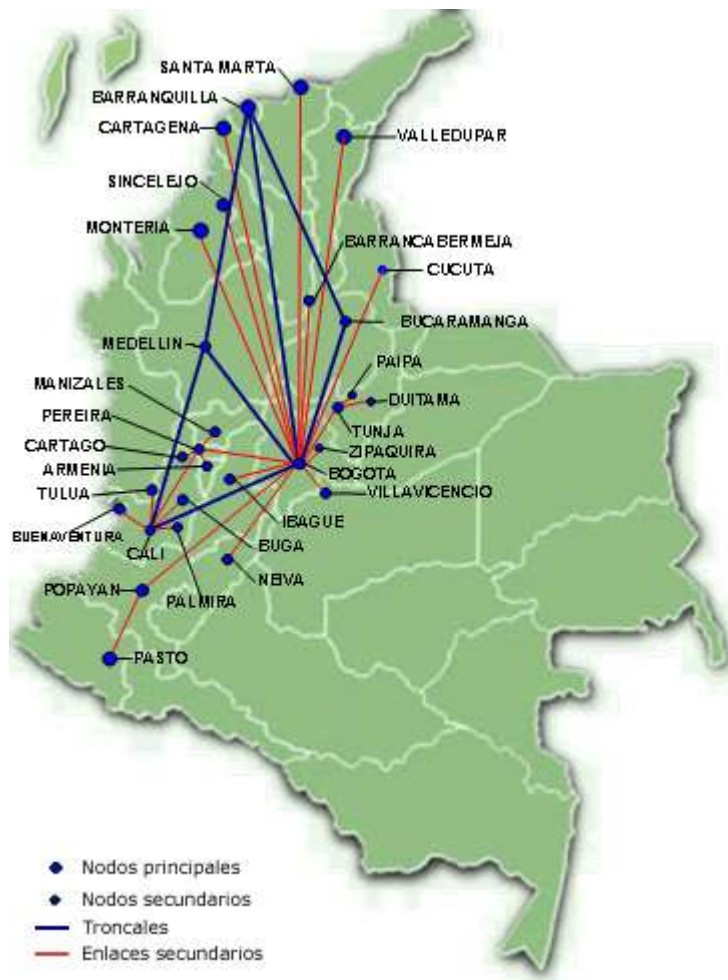 SANTA MARTA
BARRANQUILLA
CARTAGENA
VALLEDUPAR
SINCELEJO
MONTERIA
BARRANCABERMEJA
CUCUTA
BUCARAMANGA
MEDELLIN
PAIPA
MANIZALES
DUITAMA
PEREIRA
TUNJA
CARTAGO
ZIPAQUIRA
ARMENIA
BOGOTA
TULUA
VILLAVICENCIO
IBAGUE
BUENAVENTURA
CALI
BUGA
NEIVA
POPAYAN
PALMIRA
PASTO
Nodos principales
Nodos secundarios
Troncales
Enlaces secundarios